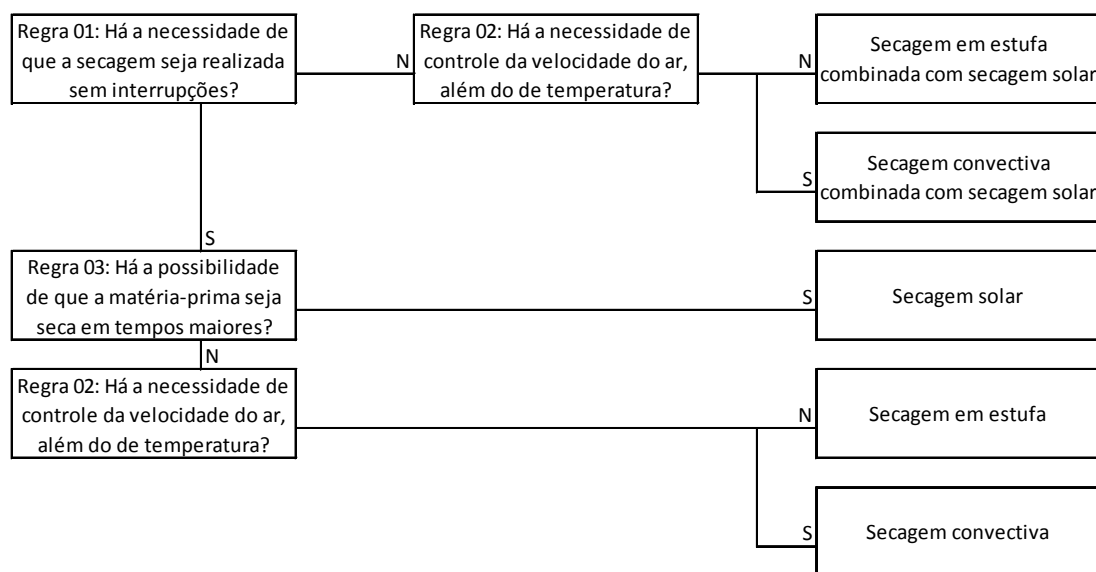 Regra 01: Há a necessidade de
que a secagem seja realizada
sem interrupções?
N
Regra 02: Há a necessidade de
controle da velocidade do ar,
além do de temperatura?
N
Secagem em estufa
combinada com secagem solar
S
Secagem convectiva
combinada com secagem solar
S
Regra 03: Há a possibilidade
de que a matéria-prima seja
seca em tempos maiores?
S
Secagem solar
N
Regra 02: Há a necessidade de
controle da velocidade do ar,
além do de temperatura?
N
Secagem em estufa
S
Secagem convectiva